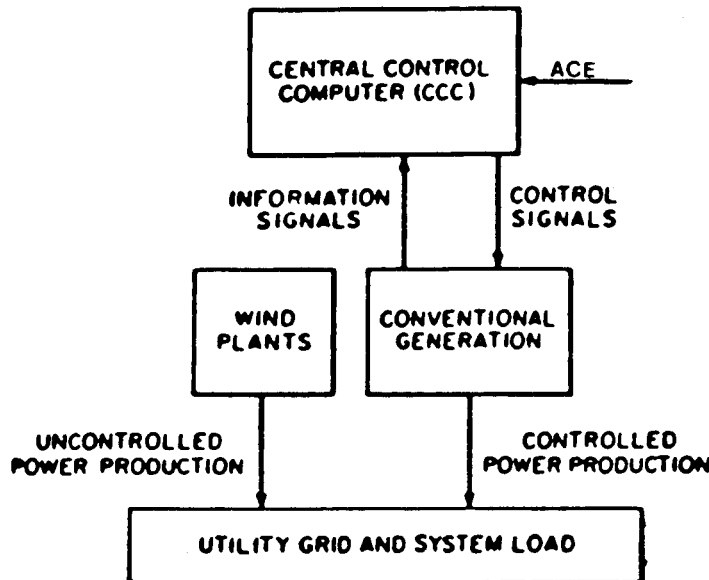 CENTRAL CONTROL
COMPUTER (CCC)
ACE
INFORMATION
SIGNALS
CONTROL
SIGNALS
WIND
PLANTS
CONVENTIONAL
GENERATION
UNCONTROLLED
POWER PRODUCTION
CONTROLLED
POWER PRODUCTION
UTILITY GRID AND SYSTEM LOAD